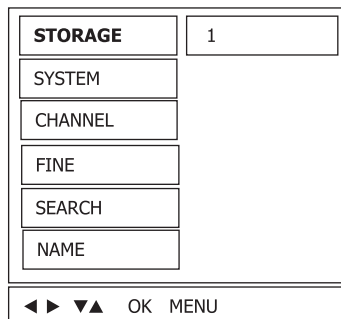 STORAGE 1
SYSTEM
CHANNEL
FINE
SEARCH
NAME
◀ ▶ ▼▲ OK MENU